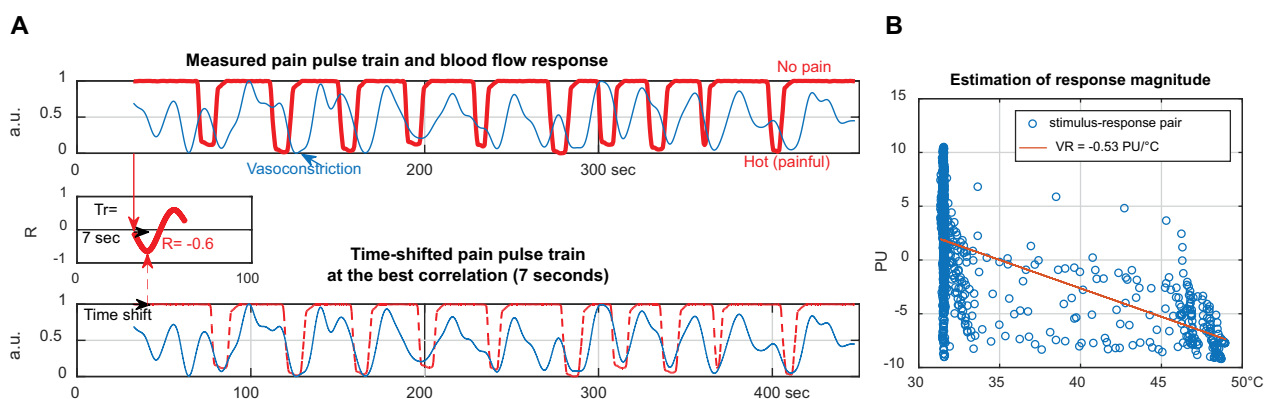 A
Measured pain pulse train and blood flow response
No pain
1
0.5
0
a.u.
Vasoconstriction
Hot (painful)
0
200
300 sec
1
0
-1
R
Tr=
7 sec
R= -0.6
0
100
Time-shifted pain pulse train
at the best correlation (7 seconds)
1
0.5
0
a.u.
Time shift
0
100
200
300
400 sec
B
Estimation of response magnitude
15
10
5
0
-5
-10
PU
stimulus-response pair
VR = -0.53 PU/°C
30
35
40
45
50°C